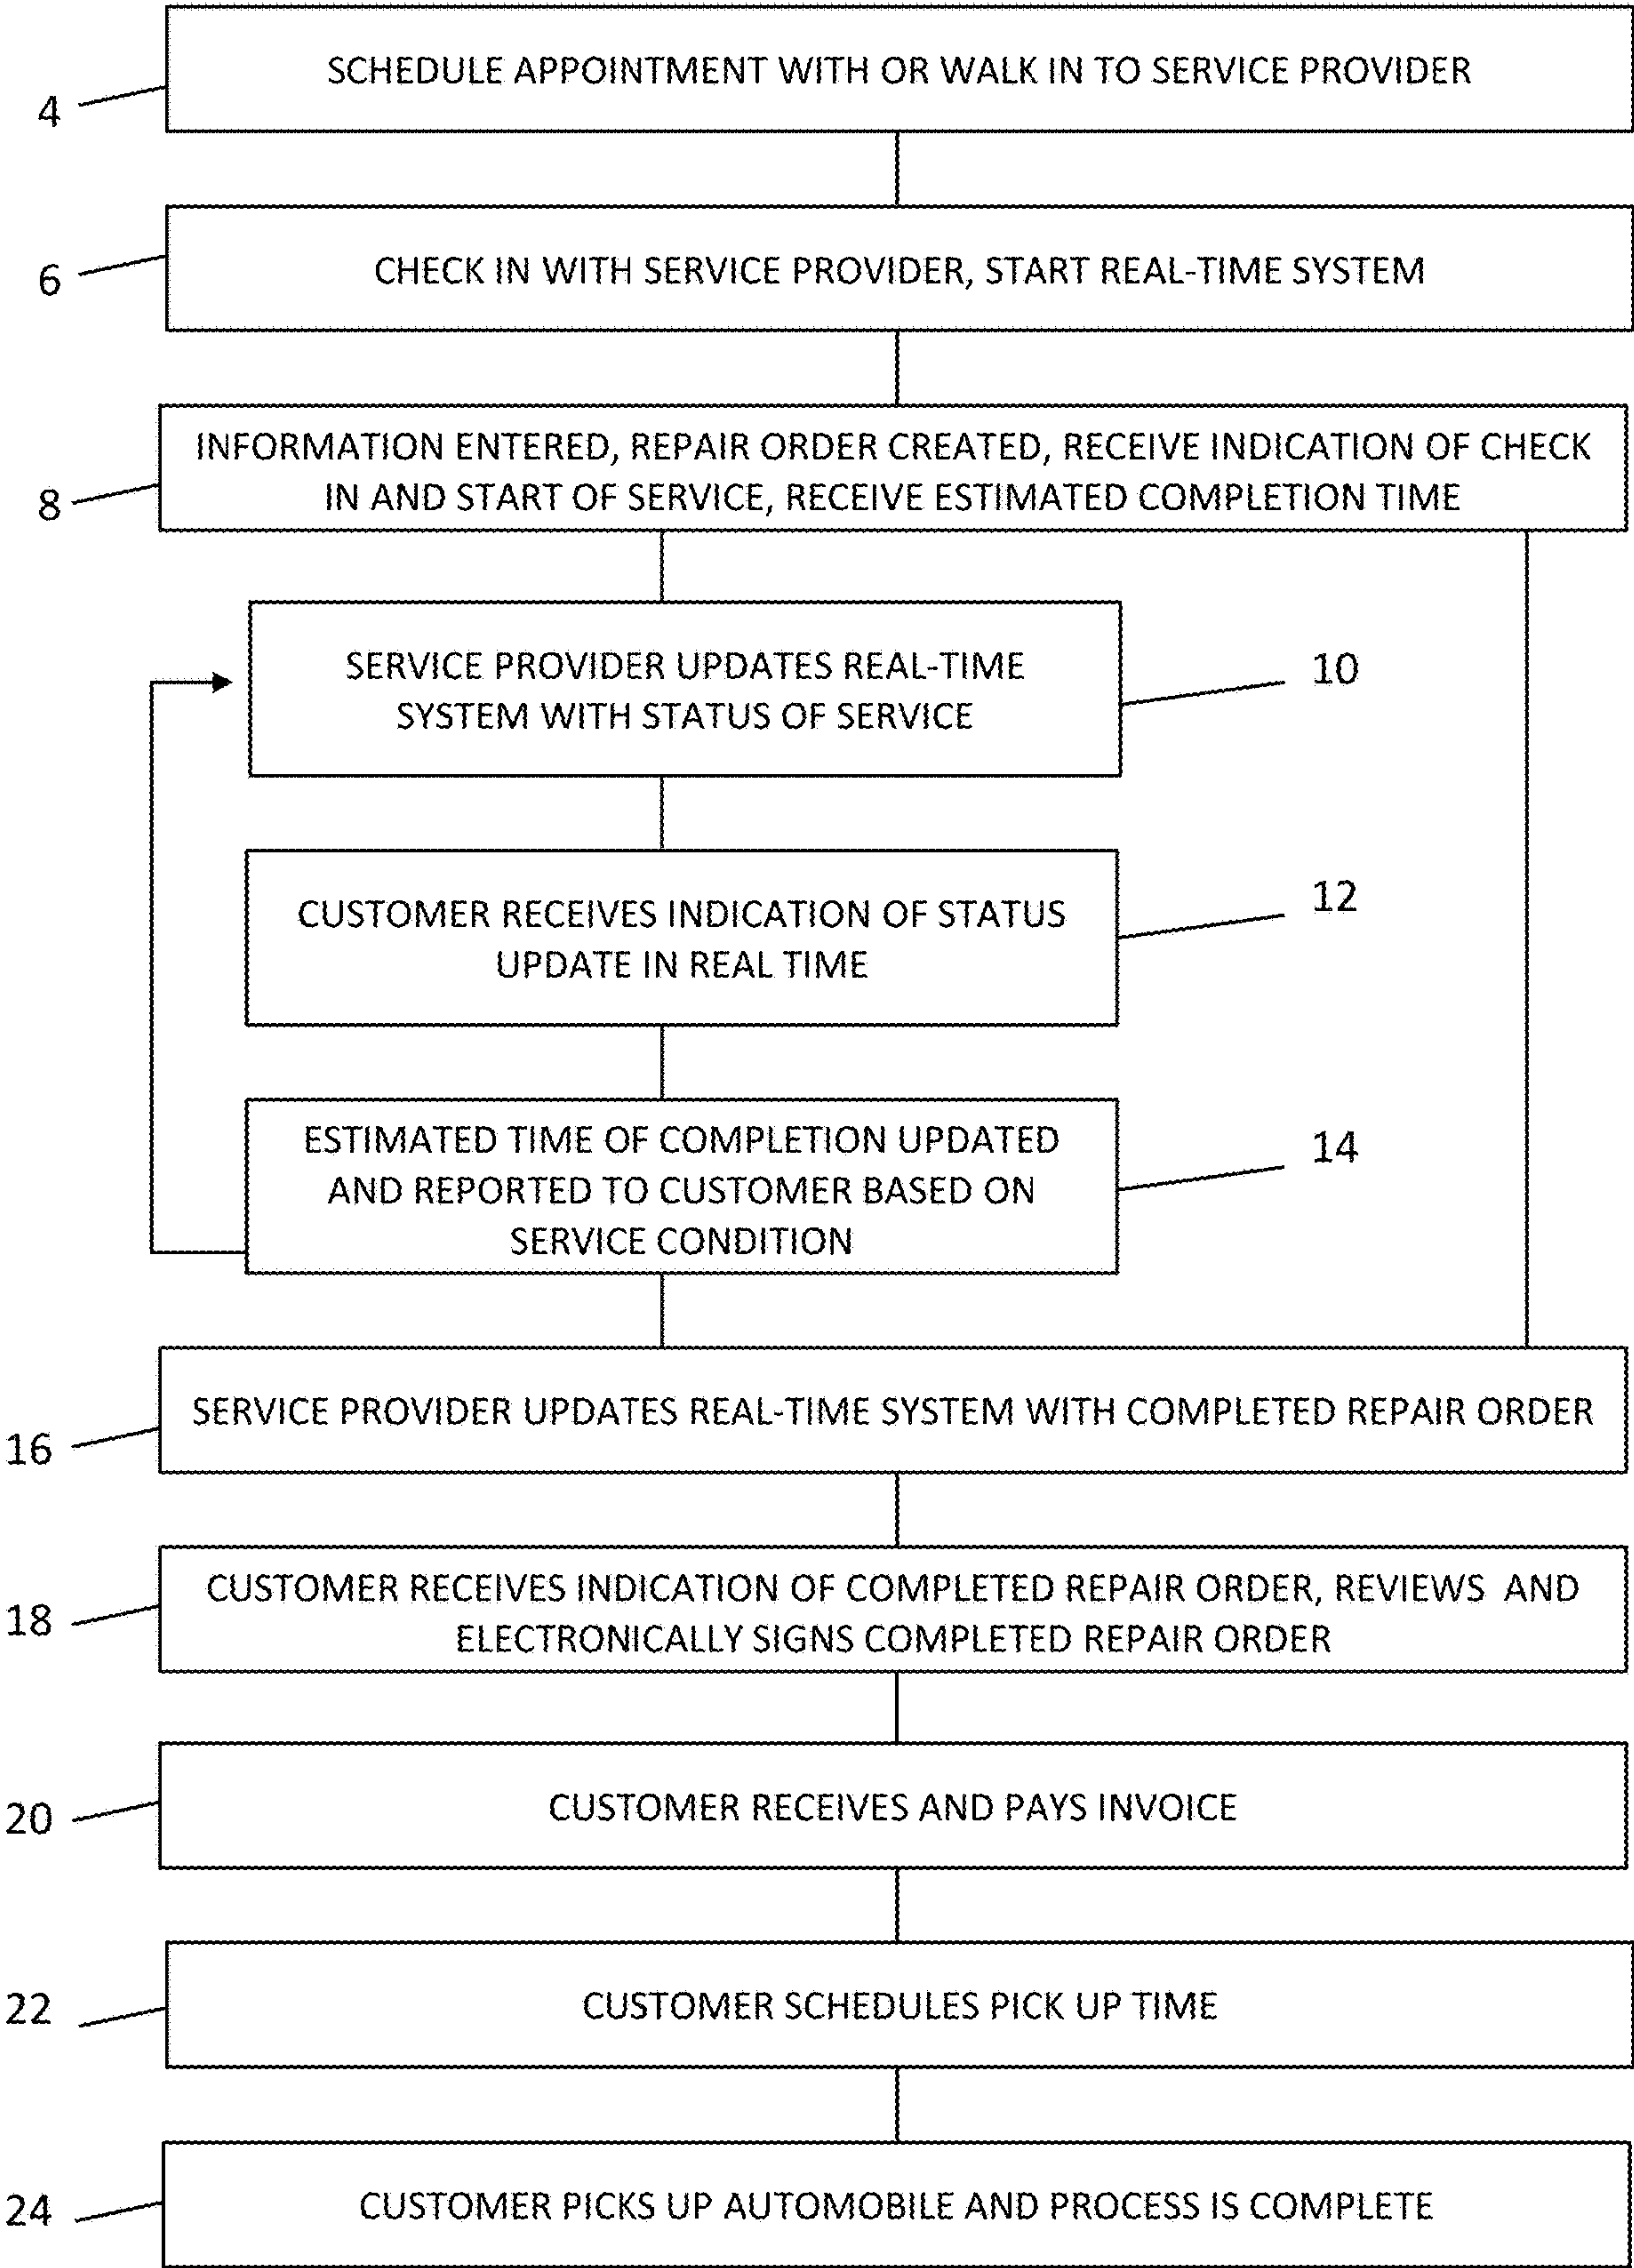 SCHEDULE APPOINTMENT WITH OR WALK IN TO SERVICE PROVIDER
4
CHECK IN WITH SERVICE PROVIDER, START REAL-TIME SYSTEM
6
INFORMATION ENTERED, REPAIR ORDER CREATED, RECEIVE INDICATION OF CHECK
IN AND START OF SERVICE, RECEIVE ESTIMATED COMPLETION TIME
8
SERVICE PROVIDER UPDATES REAL-TIME
SYSTEM WITH STATUS OF SERVICE
10
CUSTOMER RECEIVES INDICATION OF STATUS
UPDATE IN REAL TIME
12
ESTIMATED TIME OF COMPLETION UPDATED
AND REPORTED TO CUSTOMER BASED ON
SERVICE CONDITION
14
SERVICE PROVIDER UPDATES REAL-TIME SYSTEM WITH COMPLETED REPAIR ORDER
16
CUSTOMER RECEIVES INDICATION OF COMPLETED REPAIR ORDER, REVIEWS AND
ELECTRONICALLY SIGNS COMPLETED REPAIR ORDER
18
CUSTOMER RECEIVES AND PAYS INVOICE
20
CUSTOMER SCHEDULES PICK UP TIME
22
CUSTOMER PICKS UP AUTOMOBILE AND PROCESS IS COMPLETE
24